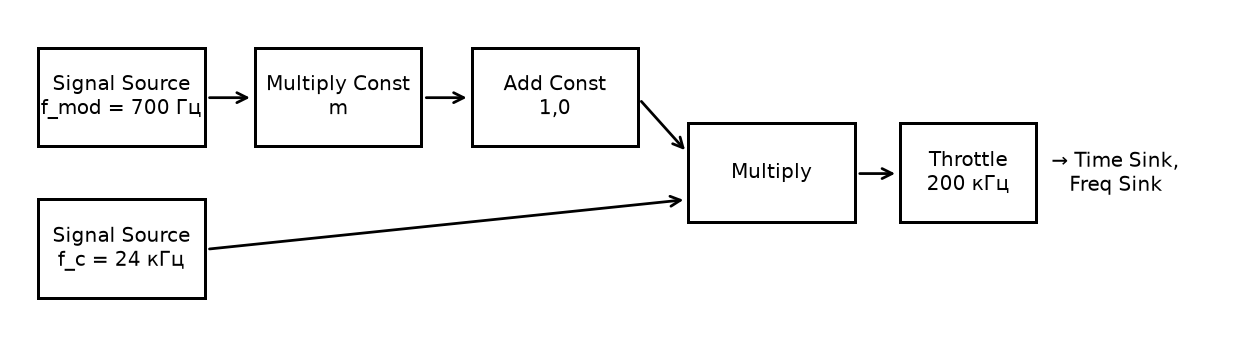 Signal Source
f_mod = 700 Гц
Multiply Const
m
Add Const
1,0
Multiply
Throttle
200 кГц
→ Time Sink,
Freq Sink
Signal Source
f_c = 24 кГц